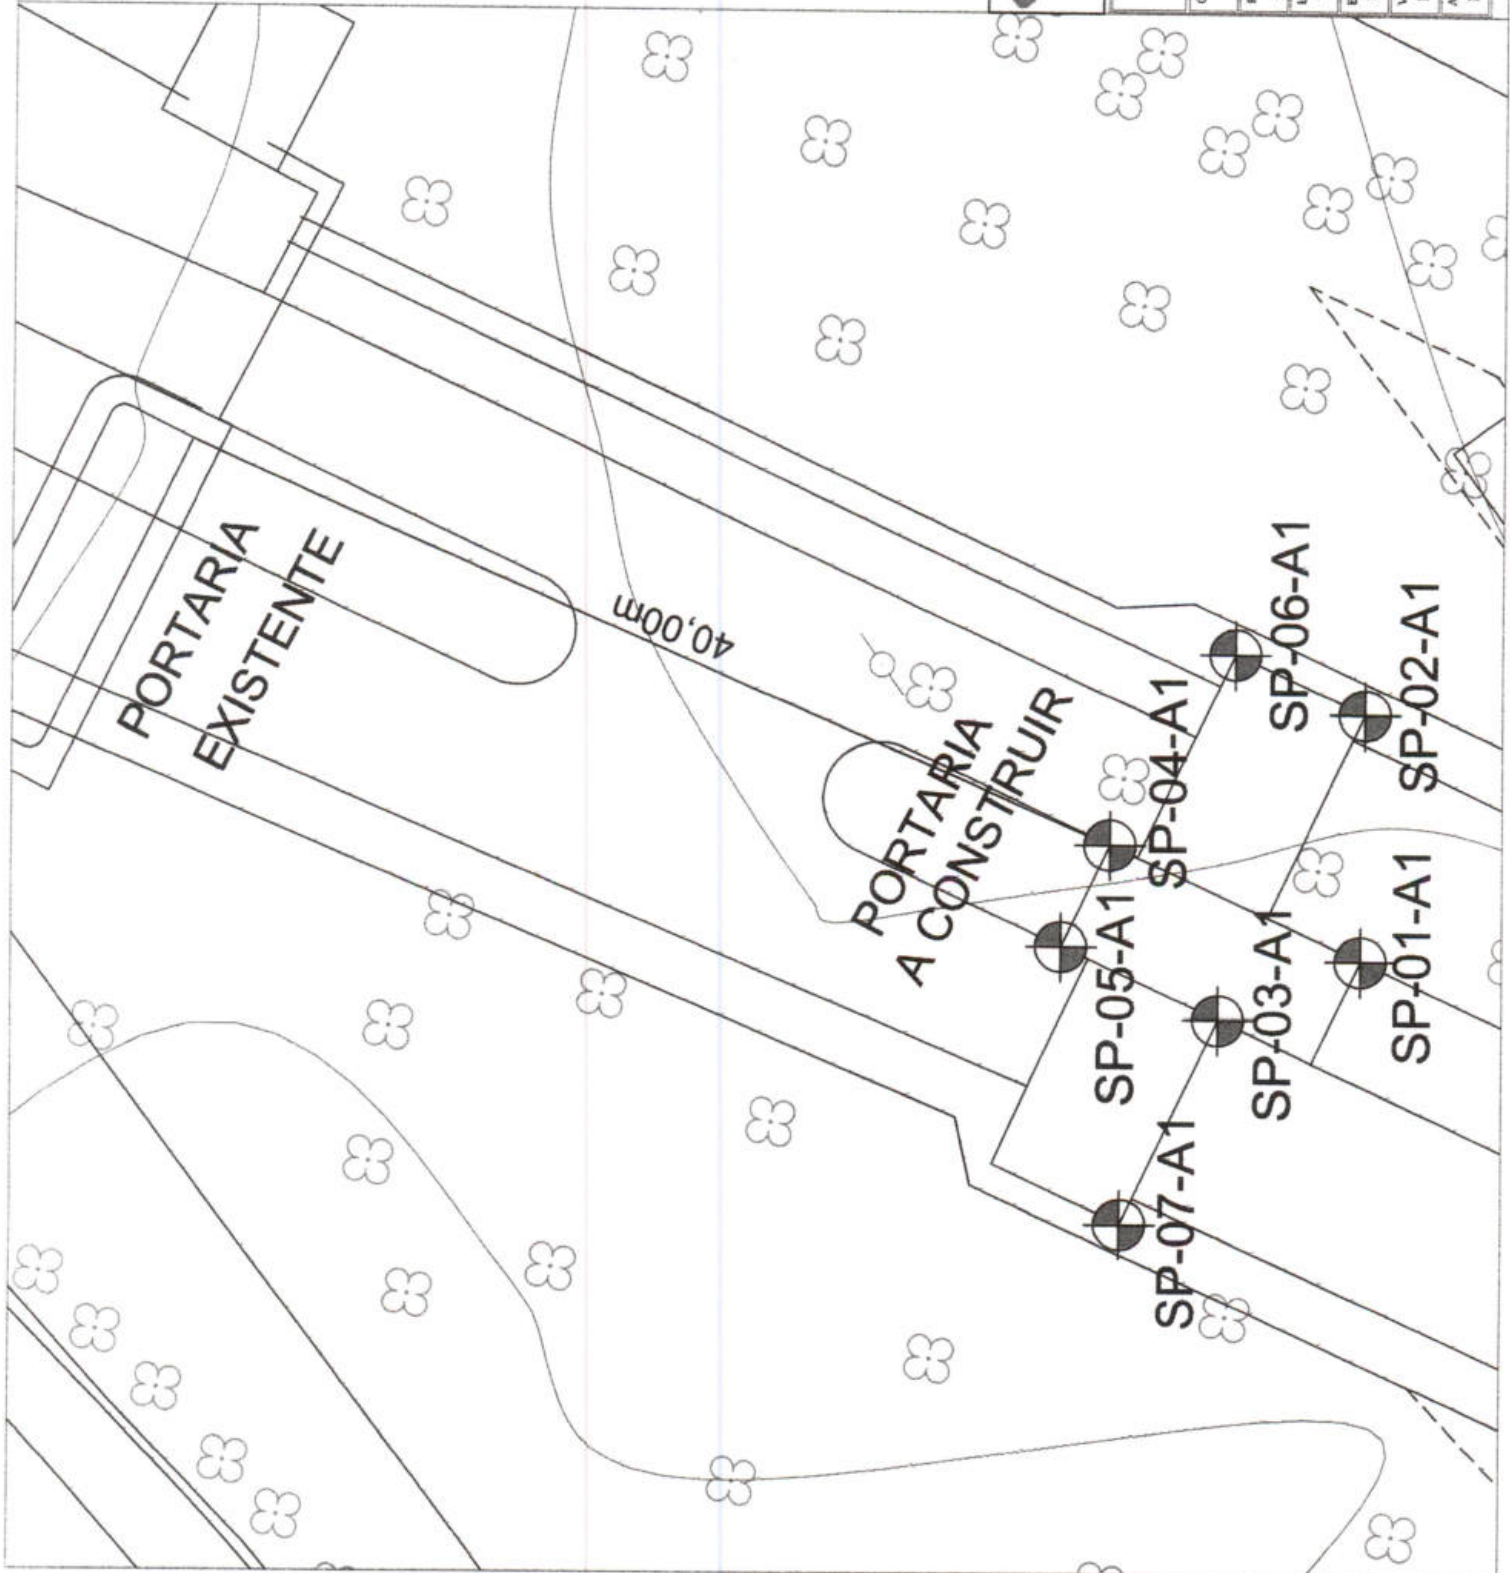 PORTARIA
EXISTENTE
40,00m
PORTARIA
A CONSTRUIR
SP-04-A1
SP-06-A1
SP-02-A1
SP-05-A1
SP-03-A1
SP-01-A1
SP-07-A1